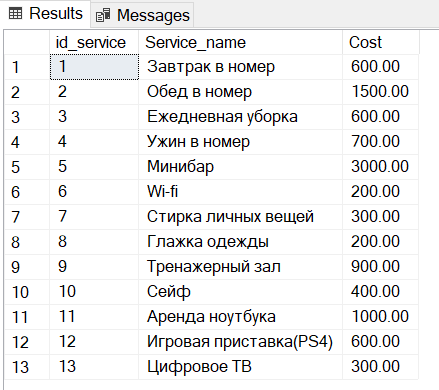 Results Messages
id_service Service_name Cost
1 1 Завтрак в номер 600.00
2 2 Обед в номер 1500.00
3 3 Ежедневная уборка 600.00
4 4 Ужин в номер 700.00
5 5 Минибар 3000.00
6 6 Wi-fi 200.00
7 7 Стирка личных вещей 300.00
8 8 Глажка одежды 200.00
9 9 Тренажерный зал 900.00
10 10 Сейф 400.00
11 11 Аренда ноутбука 1000.00
12 12 Игровая приставка(PS4) 600.00
13 13 Цифровое ТВ 300.00